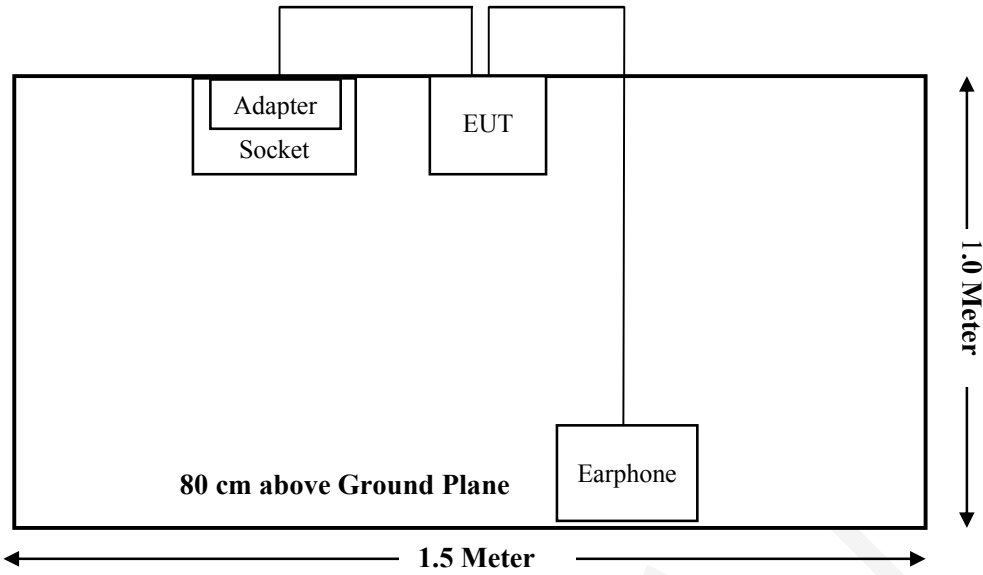 Adapter
Socket
EUT
1.0 Meter
Earphone
80 cm above Ground Plane
1.5 Meter